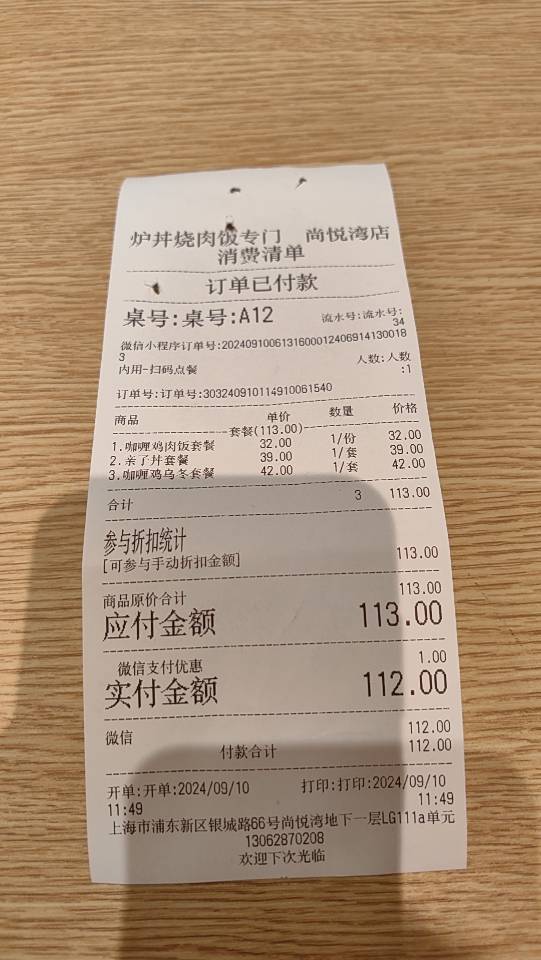 炉丼烧肉饭专门 尚悦湾店
消费清单
订单已付款
桌号:桌号:A12 流水号:流水号:
34
微信小程序订单号:2024091006131600012406914130018
3
内用-扫码点餐 人数:人数
:1
订单号:订单号:303240910114910061540
商品 单价 数量 价格
套餐(113.00)
1.咖喱鸡肉饭套餐 32.00 1/份 32.00
2.亲子丼套餐 39.00 1/套 39.00
3.咖喱鸡乌冬套餐 42.00 1/套 42.00
合计 3 113.00
参与折扣统计
[可参与手动折扣金额] 113.00
商品原价合计 113.00
应付金额 113.00
微信支付优惠 1.00
实付金额 112.00
微信 112.00
付款合计 112.00
开单:开单:2024/09/10 打印:打印:2024/09/10
11:49 11:49
上海市浦东新区银城路66号尚悦湾地下一层LG111a单元
13062870208
欢迎下次光临